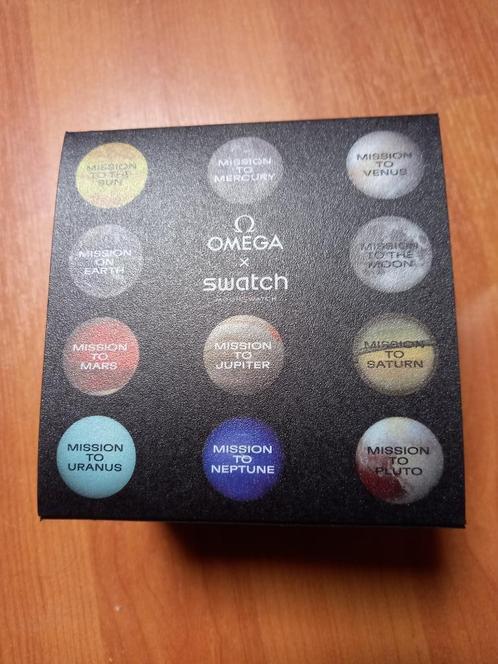 MISSION
TO THE
SUN
MISSION
TO
MERCURY
MISSION
TO
VENUS
MISSION
ON
EARTH
Ω
OMEGA
×
swatch
MOONSWATCH
MISSION
TO THE
MOON
MISSION
TO
MARS
MISSION
TO
JUPITER
MISSION
TO
SATURN
MISSION
TO
URANUS
MISSION
TO
NEPTUNE
MISSION
TO
PLUTO